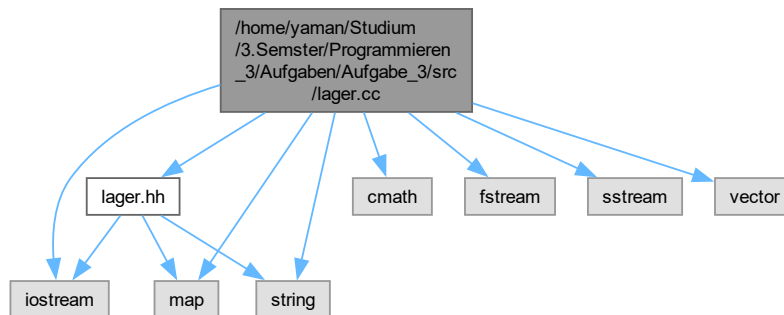 /home/yaman/Studium
/3.Semster/Programmieren
_3/Aufgaben/Aufgabe_3/src
/lager.cc
lager.hh
cmath
fstream
sstream
vector
iostream
map
string